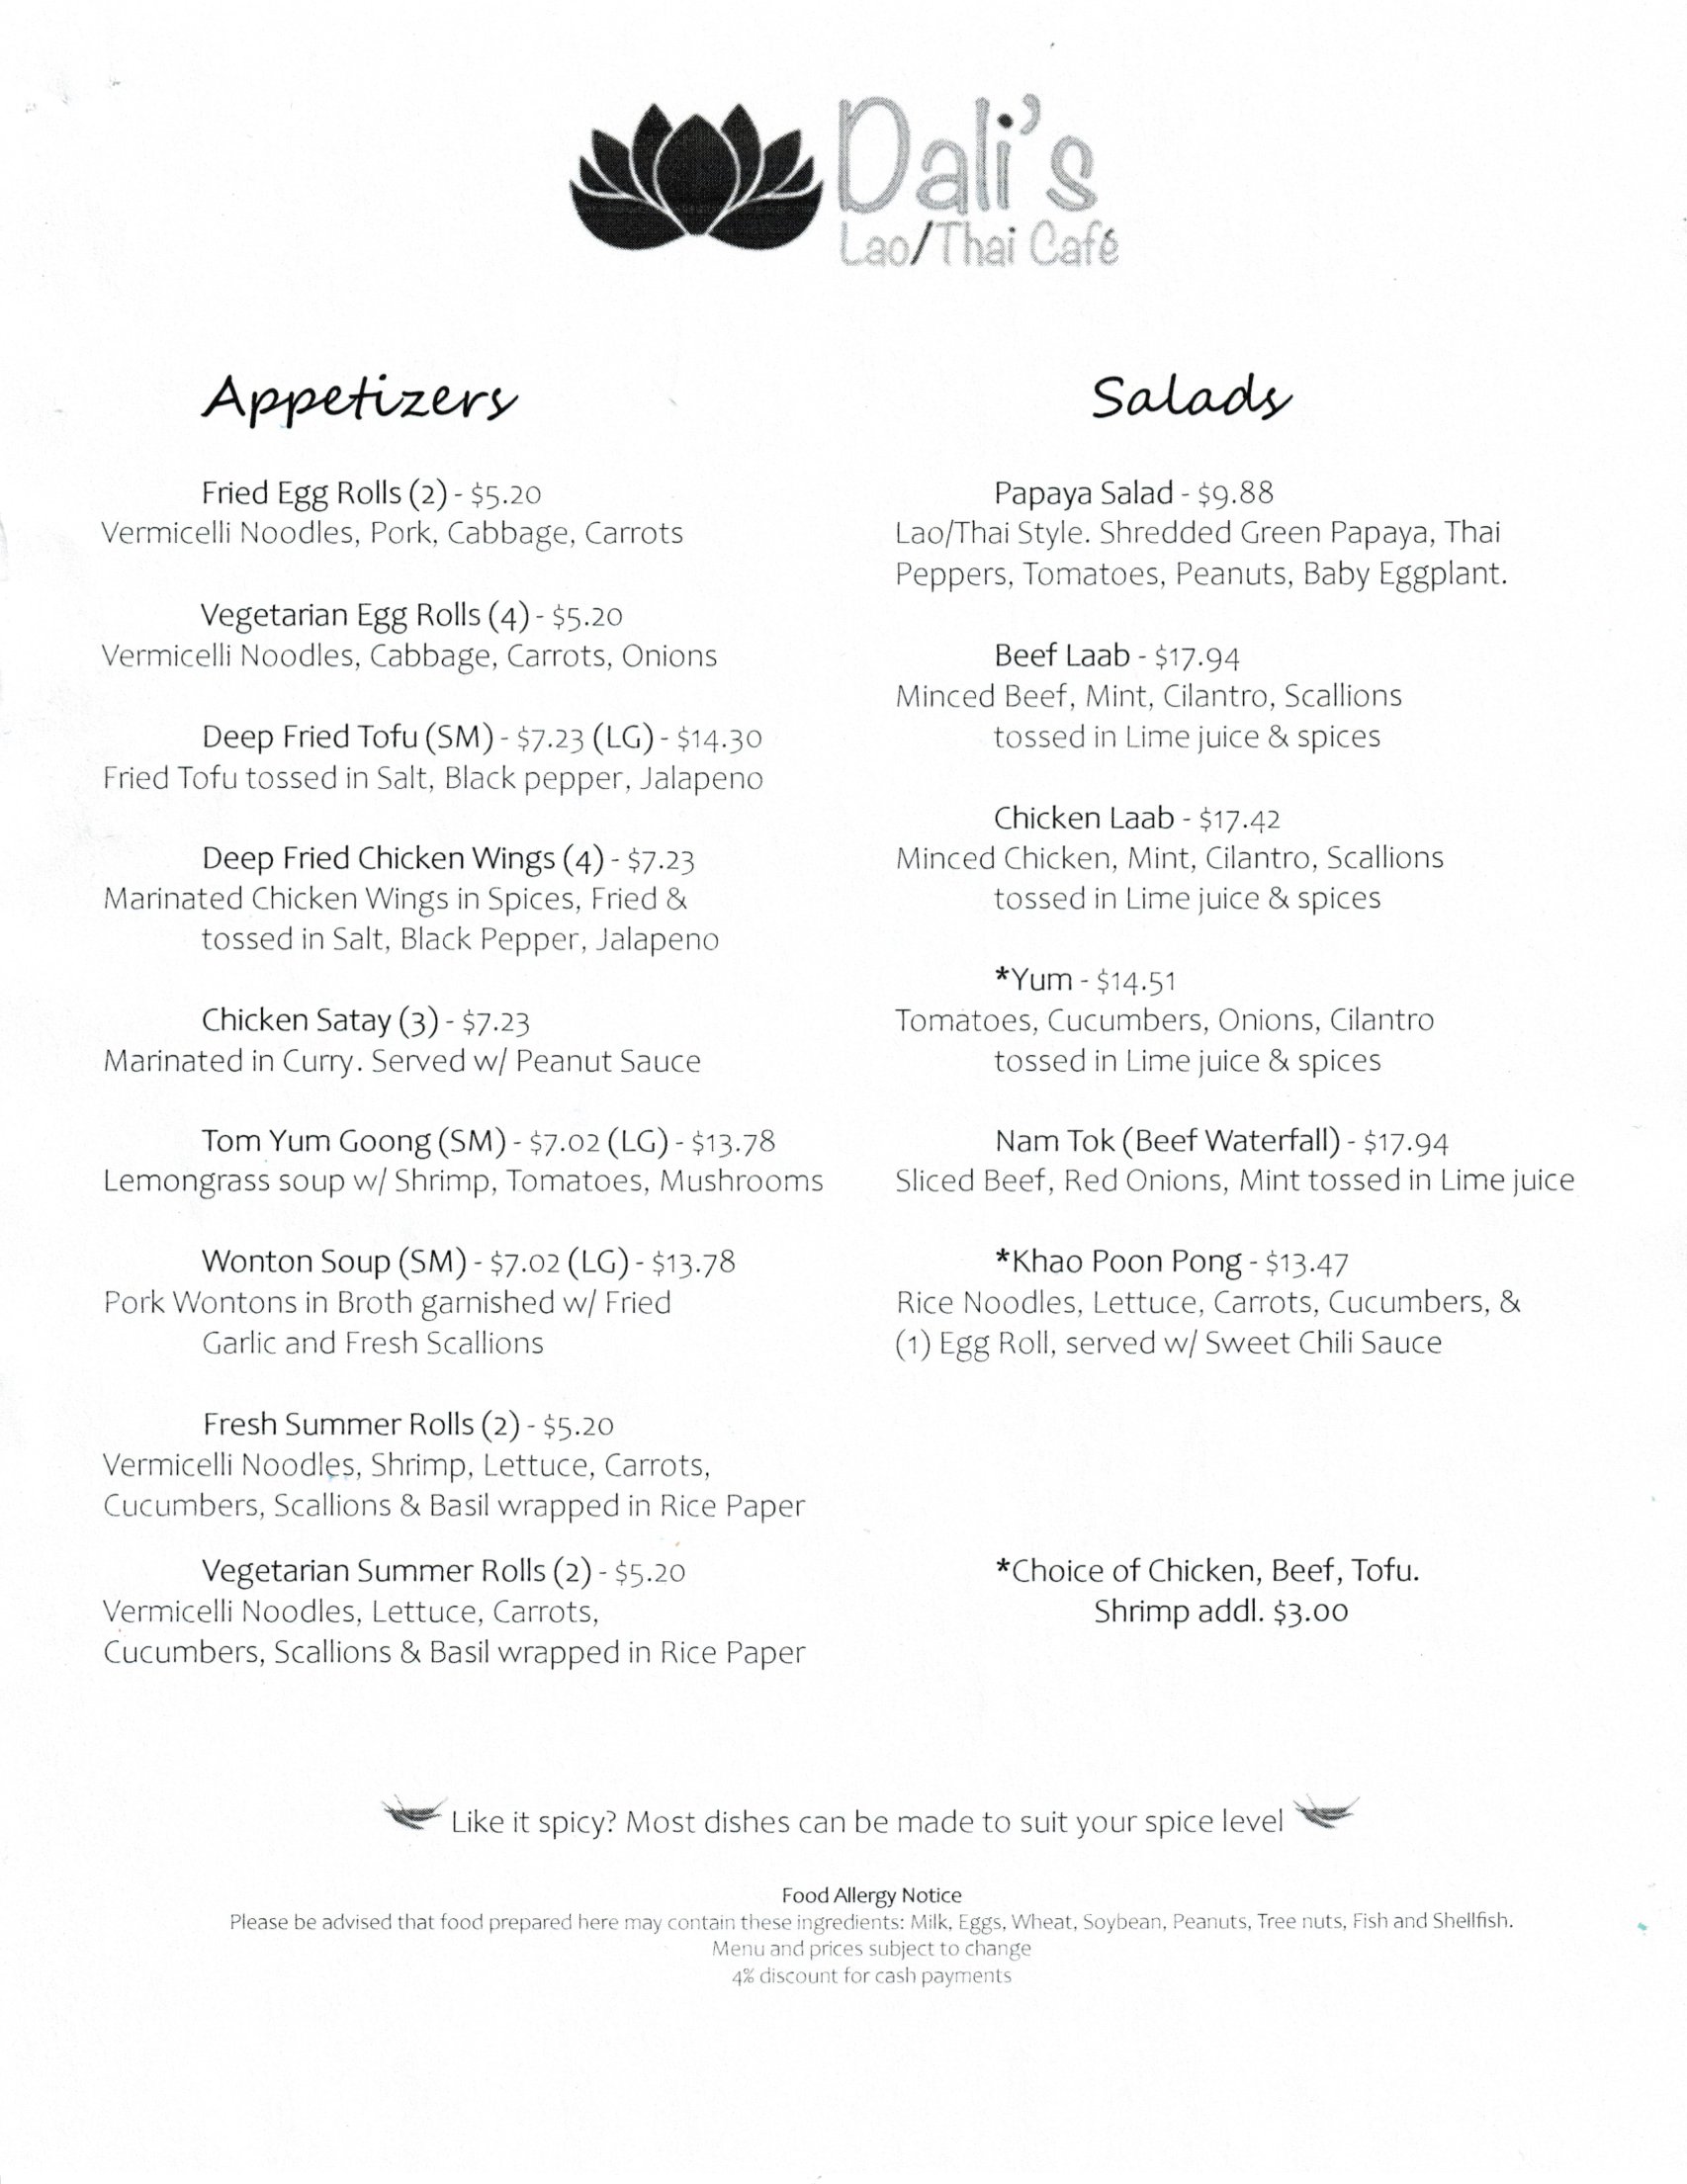 Dali's
Lao/Thai Café
Appetizers
Fried Egg Rolls (2) - $5.20
Vermicelli Noodles, Pork, Cabbage, Carrots
Vegetarian Egg Rolls (4) - $5.20
Vermicelli Noodles, Cabbage, Carrots, Onions
Deep Fried Tofu (SM) - $7.23 (LG) - $14.30
Fried Tofu tossed in Salt, Black pepper, Jalapeno
Deep Fried Chicken Wings (4) - $7.23
Marinated Chicken Wings in Spices, Fried &
tossed in Salt, Black Pepper, Jalapeno
Chicken Satay (3) - $7.23
Marinated in Curry. Served w/ Peanut Sauce
Tom Yum Goong (SM) - $7.02 (LG) - $13.78
Lemongrass soup w/ Shrimp, Tomatoes, Mushrooms
Wonton Soup (SM) - $7.02 (LG) - $13.78
Pork Wontons in Broth garnished w/ Fried
Garlic and Fresh Scallions
Fresh Summer Rolls (2) - $5.20
Vermicelli Noodles, Shrimp, Lettuce, Carrots,
Cucumbers, Scallions & Basil wrapped in Rice Paper
Vegetarian Summer Rolls (2) - $5.20
Vermicelli Noodles, Lettuce, Carrots,
Cucumbers, Scallions & Basil wrapped in Rice Paper
Salads
Papaya Salad - $9.88
Lao/Thai Style. Shredded Green Papaya, Thai
Peppers, Tomatoes, Peanuts, Baby Eggplant.
Beef Laab - $17.94
Minced Beef, Mint, Cilantro, Scallions
tossed in Lime juice & spices
Chicken Laab - $17.42
Minced Chicken, Mint, Cilantro, Scallions
tossed in Lime juice & spices
*Yum - $14.51
Tomatoes, Cucumbers, Onions, Cilantro
tossed in Lime juice & spices
Nam Tok (Beef Waterfall) - $17.94
Sliced Beef, Red Onions, Mint tossed in Lime juice
*Khao Poon Pong - $13.47
Rice Noodles, Lettuce, Carrots, Cucumbers, &
(1) Egg Roll, served w/ Sweet Chili Sauce
*Choice of Chicken, Beef, Tofu.
Shrimp addl. $3.00
Like it spicy? Most dishes can be made to suit your spice level
Food Allergy Notice
Please be advised that food prepared here may contain these ingredients: Milk, Eggs, Wheat, Soybean, Peanuts, Tree nuts, Fish and Shellfish.
Menu and prices subject to change
4% discount for cash payments